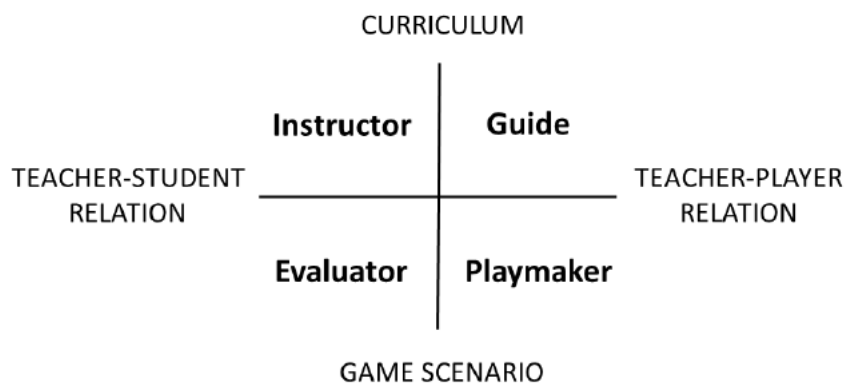 CURRICULUM
Instructor
Guide
TEACHER-STUDENT
RELATION
TEACHER-PLAYER
RELATION
Evaluator
Playmaker
GAME SCENARIO